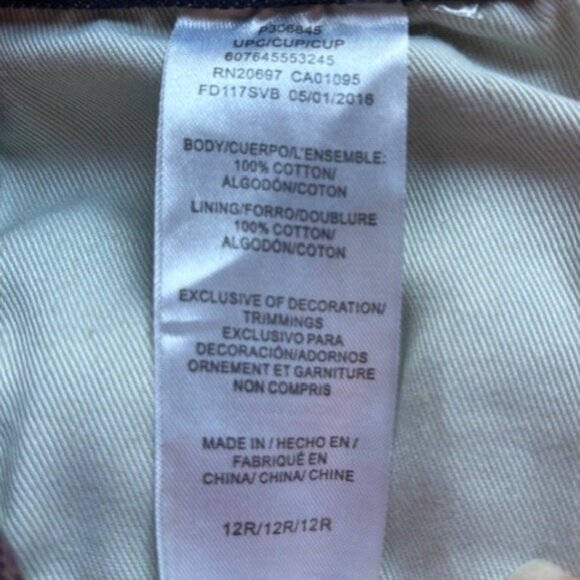 P306845
UPC/CUP/CUP
607645553245
RN20697 CA01095
FD117SVB 05/01/2016
BODY/CUERPO/L'ENSEMBLE:
100% COTTON/
ALGODÓN/COTON
LINING/FORRO/DOUBLURE
100% COTTON/
ALGODÓN/COTON
EXCLUSIVE OF DECORATION/
TRIMMINGS
EXCLUSIVO PARA
DECORACIÓN/ADORNOS
ORNEMENT ET GARNITURE
NON COMPRIS
MADE IN / HECHO EN /
FABRIQUÉ EN
CHINA/ CHINA/ CHINE
12R/12R/12R